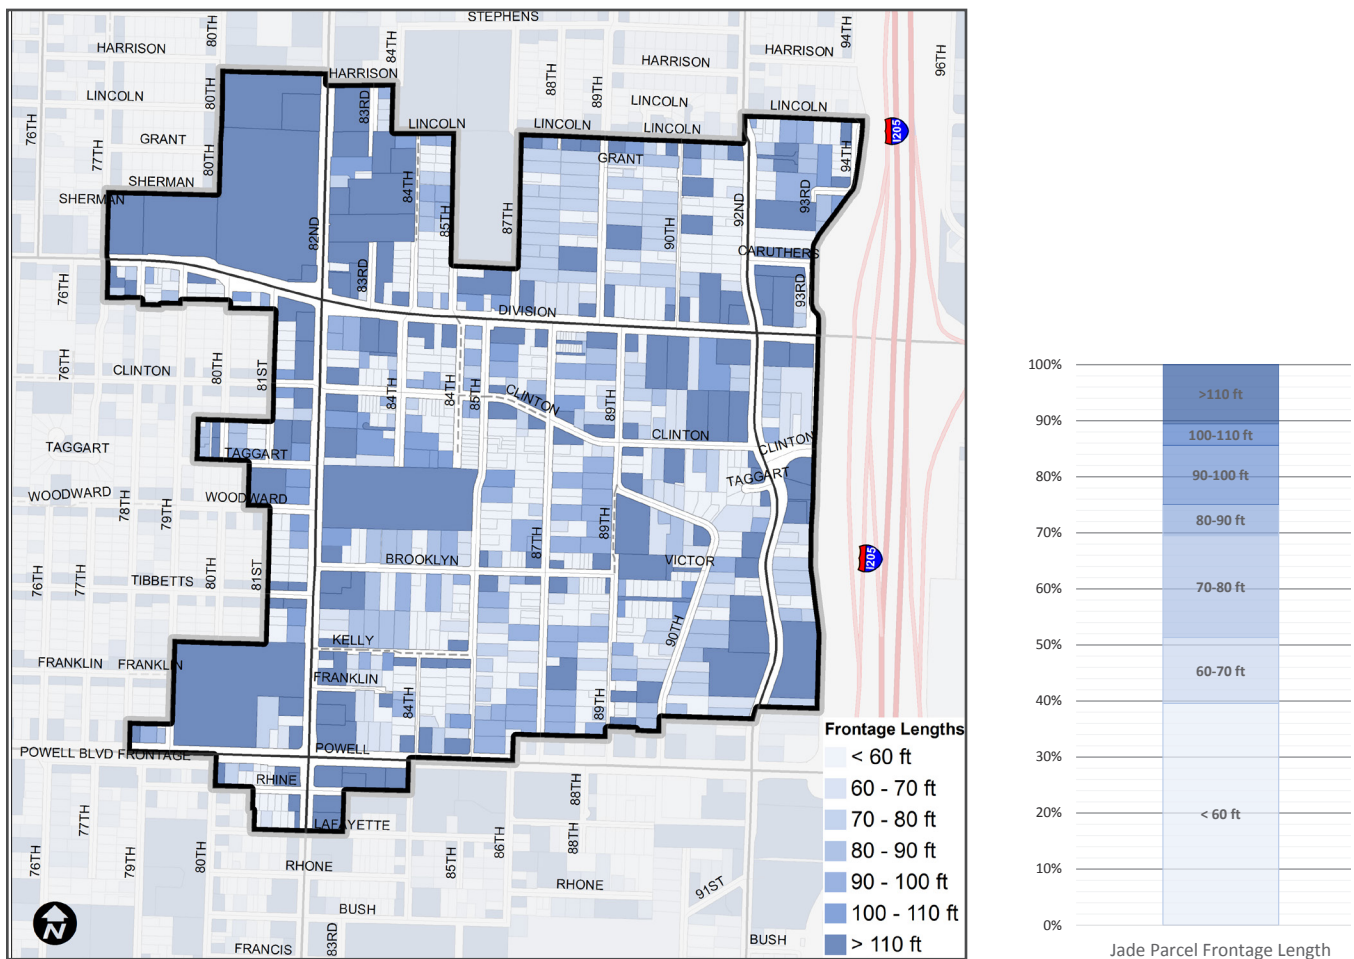 STEPHENS
HARRISON
80TH
84TH
HARRISON
94TH
96TH
HARRISON
HARRISON
88TH
89TH
LINCOLN
80TH
83RD
LINCOLN
LINCOLN
LINCOLN
LINCOLN
LINCOLN
76TH
77TH
GRANT
80TH
GRANT
94TH
1205
SHERMAN
SHERMAN
84TH
85TH
87TH
90TH
92ND
93RD
82ND
83RD
CARUTHERS
93RD
76TH
DIVISION
76TH
CLINTON
80TH
81ST
84TH
84TH
85TH
CLINTON
89TH
CLINTON
CLINTON
TAGGART
TAGGART
TAGGART
WOODWARD
78TH
79TH
WOODWARD
87TH
89TH
BROOKLYN
VICTOR
1205
76TH
77TH
TIBBETTS
80TH
81ST
KELLY
90TH
FRANKLIN
FRANKLIN
FRANKLIN
84TH
89TH
POWELL BLVD FRONTAGE
POWELL
RHINE
88TH
77TH
LAFAYETTE
76TH
79TH
80TH
85TH
86TH
88TH
RHONE
RHONE
91ST
BUSH
BUSH
FRANCIS
83RD
N
Frontage Lengths
< 60 ft
60 - 70 ft
70 - 80 ft
80 - 90 ft
90 - 100 ft
100 - 110 ft
> 110 ft
100%
90%
80%
70%
60%
50%
40%
30%
20%
10%
0%
>110 ft
100-110 ft
90-100 ft
80-90 ft
70-80 ft
60-70 ft
< 60 ft
Jade Parcel Frontage Length